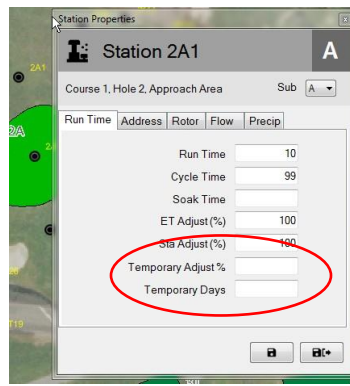 Station Properties
Station 2A1
A
Course 1, Hole 2, Approach Area
Sub A
Run Time Address Rotor Flow Precip
Run Time 10
Cycle Time 99
Soak Time
ET Adjust (%) 100
Sta Adjust (%) 100
Temporary Adjust %
Temporary Days
2A1
2A
T19